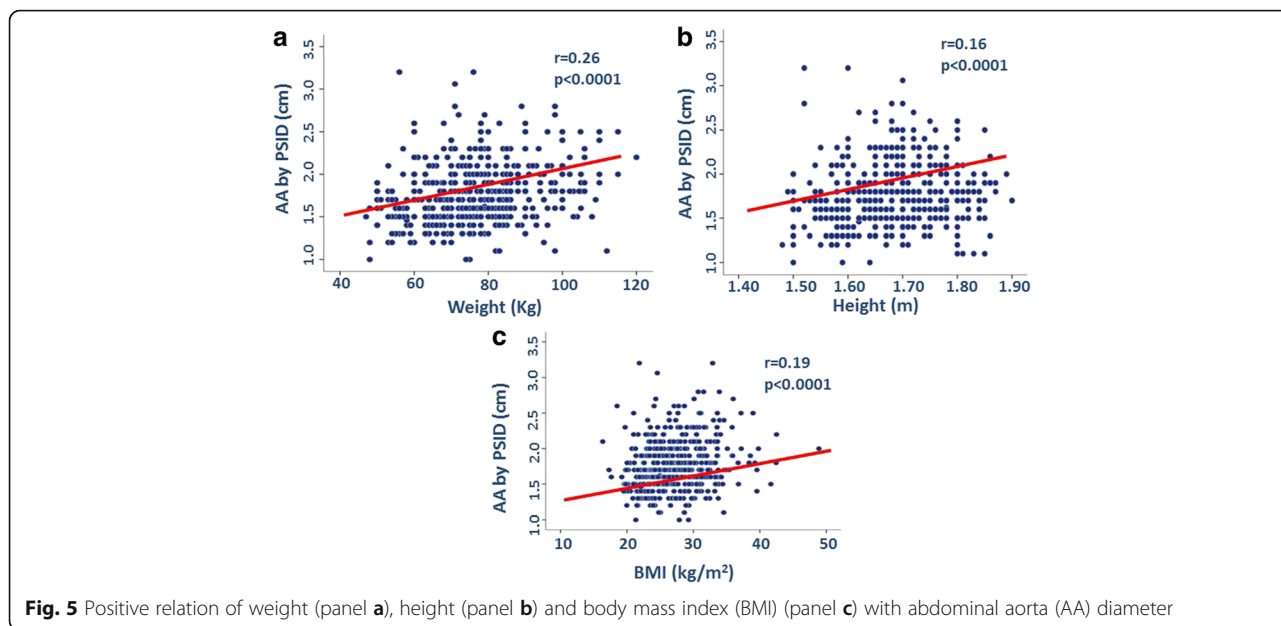 a
r=0.26
p<0.0001
AA by PSID (cm)
3.5
3.0
2.5
2.0
1.5
1.0
40 60 80 100 120
Weight (Kg)
b
r=0.16
p<0.0001
AA by PSID (cm)
3.5
3.0
2.5
2.0
1.5
1.0
1.40 1.50 1.60 1.70 1.80 1.90
Height (m)
c
r=0.19
p<0.0001
AA by PSID (cm)
3.5
3.0
2.5
2.0
1.5
1.0
10 20 30 40 50
BMI (kg/m²)
Fig. 5 Positive relation of weight (panel a), height (panel b) and body mass index (BMI) (panel c) with abdominal aorta (AA) diameter